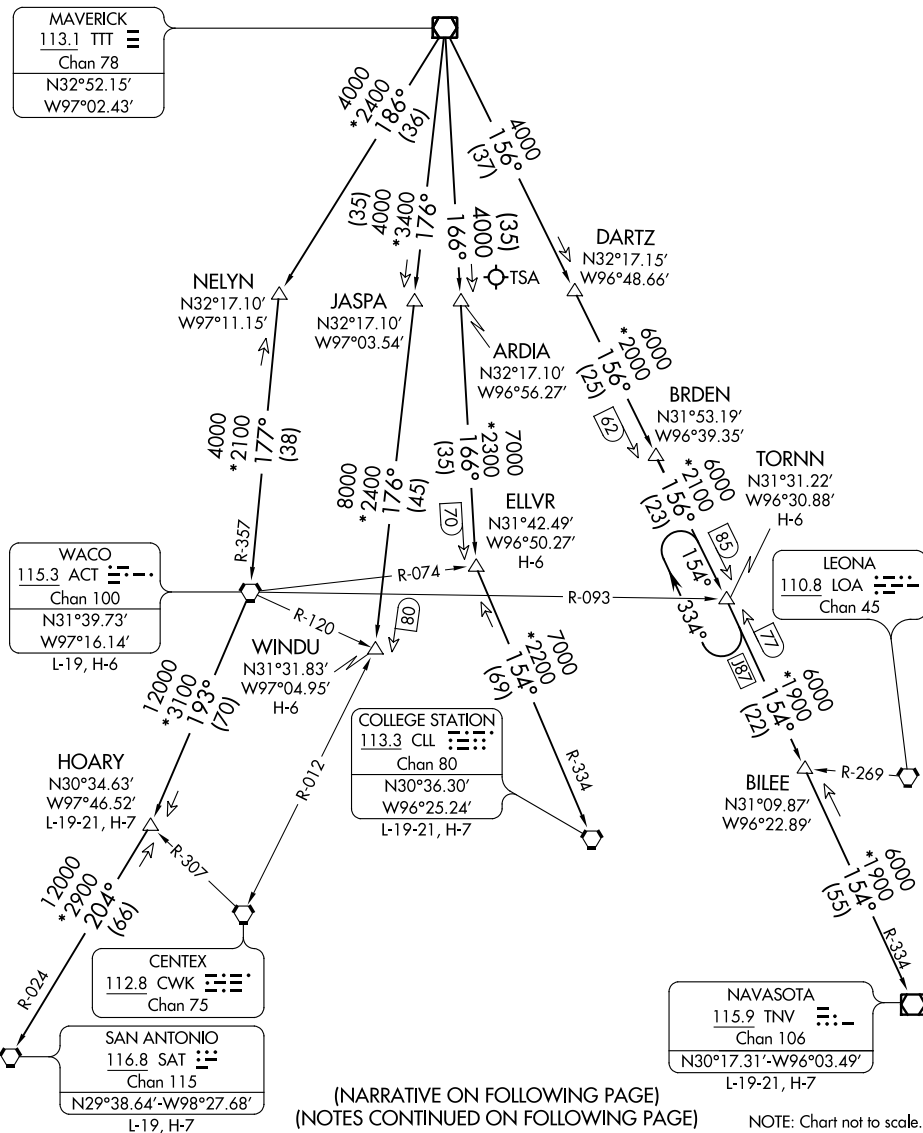 MAVERICK
113.1 TTT
Chan 78
N32°52.15'
W97°02.43'
4000
*2400
186°
(36)
(35)
4000
*3400
176°
(35)
4000
166°
4000
156°
(37)
TSA
NELYN
N32°17.10'
W97°11.15'
JASPA
N32°17.10'
W97°03.54'
ARDIA
N32°17.10'
W96°56.27'
DARTZ
N32°17.15'
W96°48.66'
4000
*2100
177°
(38)
R-357
8000
*2400
176°
(45)
7000
*2300
166°
(35)
6000
*2000
156°
(25)
62
BRDEN
N31°53.19'
W96°39.35'
6000
*2100
156°
(23)
TORNN
N31°31.22'
W96°30.88'
H-6
ELLVR
N31°42.49'
W96°50.27'
H-6
70
85
154°
334°
77
J87
WACO
115.3 ACT
Chan 100
N31°39.73'
W97°16.14'
L-19, H-6
R-074
R-093
R-120
WINDU
N31°31.83'
W97°04.95'
H-6
80
LEONA
110.8 LOA
Chan 45
12000
*3100
193°
(70)
7000
*2200
154°
(69)
R-334
6000
*1900
154°
(22)
COLLEGE STATION
113.3 CLL
Chan 80
N30°36.30'
W96°25.24'
L-19-21, H-7
HOARY
N30°34.63'
W97°46.52'
L-19-21, H-7
R-012
R-307
R-269
BILEE
N31°09.87'
W96°22.89'
12000
*2900
204°
(66)
R-024
6000
*1900
154°
(55)
R-334
CENTEX
112.8 CWK
Chan 75
SAN ANTONIO
116.8 SAT
Chan 115
N29°38.64'-W98°27.68'
L-19, H-7
NAVASOTA
115.9 TNV
Chan 106
N30°17.31'-W96°03.49'
L-19-21, H-7
(NARRATIVE ON FOLLOWING PAGE)
(NOTES CONTINUED ON FOLLOWING PAGE)
NOTE: Chart not to scale.